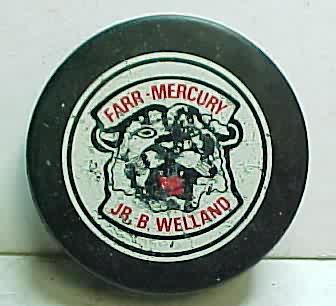 FARR-MERCURY
JR. B. WELLAND